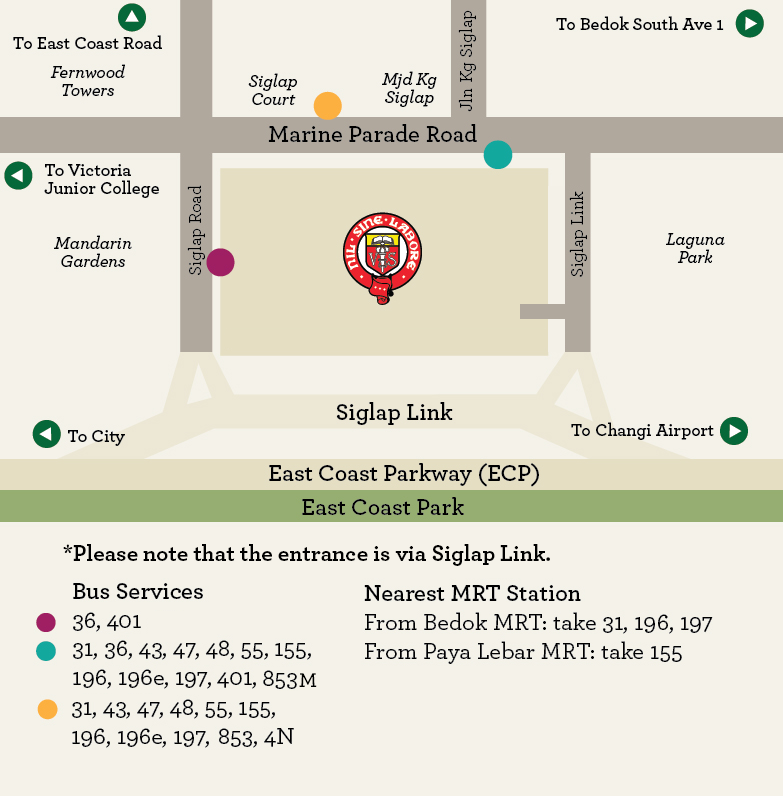 To East Coast Road
To Bedok South Ave 1
Fernwood
Towers
Siglap
Court
Mjd Kg
Siglap
Jln Kg Siglap
Marine Parade Road
To Victoria
Junior College
Siglap Road
Mandarin
Gardens
NIL·SINE·LABORE
VHS
Siglap Link
Laguna
Park
Siglap Link
To City
To Changi Airport
East Coast Parkway (ECP)
East Coast Park
*Please note that the entrance is via Siglap Link.
Bus Services
36, 401
31, 36, 43, 47, 48, 55, 155,
196, 196e, 197, 401, 853M
31, 43, 47, 48, 55, 155,
196, 196e, 197, 853, 4N
Nearest MRT Station
From Bedok MRT: take 31, 196, 197
From Paya Lebar MRT: take 155